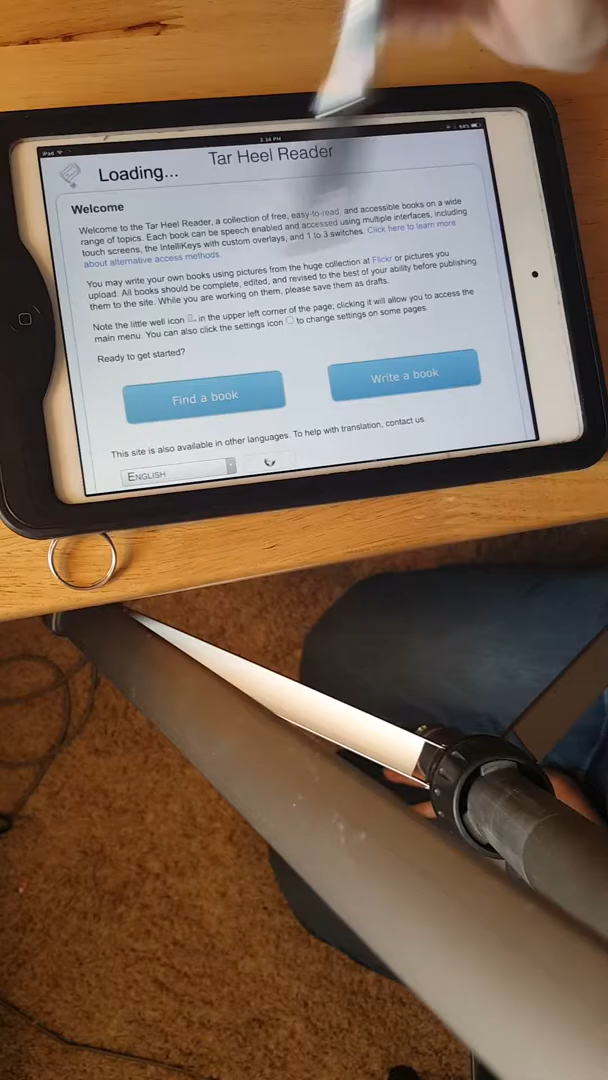 iPad
3:34 PM
84%
Loading...
Tar Heel Reader
Welcome
Welcome to the Tar Heel Reader, a collection of free, easy-to-read, and accessible books on a wide
range of topics. Each book can be speech enabled and accessed using multiple interfaces, including
touch screens, the IntelliKeys with custom overlays, and 1 to 3 switches. Click here to learn more
about alternative access methods.
You may write your own books using pictures from the huge collection at Flickr or pictures you
upload. All books should be complete, edited, and revised to the best of your ability before publishing
them to the site. While you are working on them, please save them as drafts.
Note the little well icon in the upper left corner of the page; clicking it will allow you to access the
main menu. You can also click the settings icon to change settings on some pages.
Ready to get started?
Find a book
Write a book
This site is also available in other languages. To help with translation, contact us.
ENGLISH